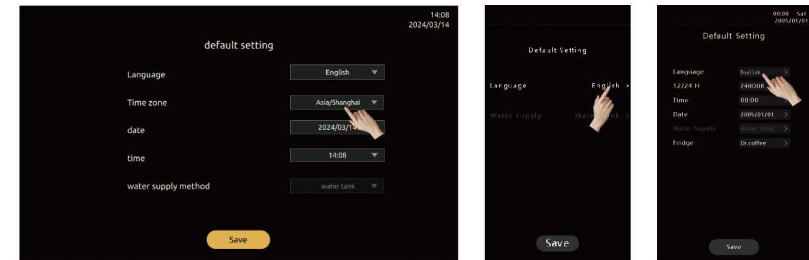 14:08
2024/03/14
default setting
Language English
Time zone Asia/Shanghai
date 2024/03/14
time 14:08
water supply method water tank
Save
Default Setting
Language English >
Water Supply Water Tank >
Save
00:00 Sat
2005/01/01
Default Setting
Language English >
12/24 H 24HOUR
Time 00:00 >
Date 2005/01/01 >
Water Supply Water Tank >
Fridge Dr.coffee >
Save